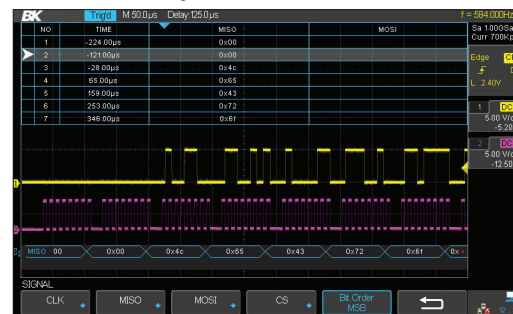 BK Trig'd M 50.0μs Delay:125.0μs f = 584.000Hz
NO TIME MISO MOSI
1 -224.00μs 0x00
2 -121.00μs 0x00
3 -28.00μs 0x4c
4 65.00μs 0x65
5 159.00μs 0x43
6 253.00μs 0x72
7 346.00μs 0x6f
Sa 1.00GSa
Curr 700Kp
Edge
L 2.40V
1 DC
5.00 V/d
-5.20
2 DC
5.00 V/d
-12.50
MISO 00 0x00 0x4c 0x65 0x43 0x72 0x6f 0x
SIGNAL
CLK MISO MOSI CS Bit Order
MSB